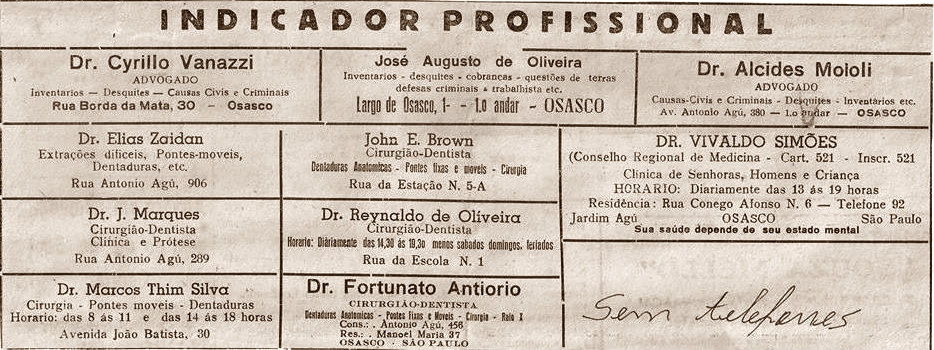 INDICADOR PROFISSIONAL
Dr. Cyrillo Vanazzi
ADVOGADO
Inventarios — Desquites — Causas Civis e Criminais
Rua Borda da Mata, 30 - Osasco
José Augusto de Oliveira
Inventarios - desquites - cobranças - questões de terras
defesas criminais e trabalhista etc.
Largo de Osasco, 1- - 1.o andar - OSASCO
Dr. Alcides Moioli
ADVOGADO
Causas-Civis e Criminais - Desquites - Inventários etc.
Av. Antonio Agú, 380 — 1.o andar — OSASCO
Dr. Elias Zaidan
Extrações dificeis, Pontes-moveis,
Dentaduras, etc.
Rua Antonio Agú, 906
John E. Brown
Cirurgião-Dentista
Dentaduras Anatomicas - Pontes fixas e moveis - Cirurgia
Rua da Estação N. 5-A
DR. VIVALDO SIMÕES
(Conselho Regional de Medicina - Cart. 521 - Inscr. 521
Clinica de Senhoras, Homens e Criança
HORARIO: Diariamente das 13 ás 19 horas
Residência: Rua Conego Afonso N. 6 — Telefone 92
Jardim Agú OSASCO São Paulo
Sua saúde depende de seu estado mental
Dr. J. Marques
Cirurgião-Dentista
Clínica e Prótese
Rua Antonio Agú, 289
Dr. Reynaldo de Oliveira
Cirurgião-Dentista
Horario: Diàriamente das 14,30 ás 19,30 menos sabados domingos, feriados
Rua da Escola N. 1
Dr. Marcos Thim Silva
Cirurgia - Pontes moveis - Dentaduras
Horario: das 8 ás 11 e das 14 ás 18 horas
Avenida João Batista, 30
Dr. Fortunato Antiorio
CIRURGIÃO-DENTISTA
Dentaduras Anatomicas - Pontes Fixas e Moveis - Cirurgia - Raio X
Cons.: . Antonio Agú, 456
Res.: . Manoel Maria 37
OSASCO - SÃO PAULO
Sem telefones